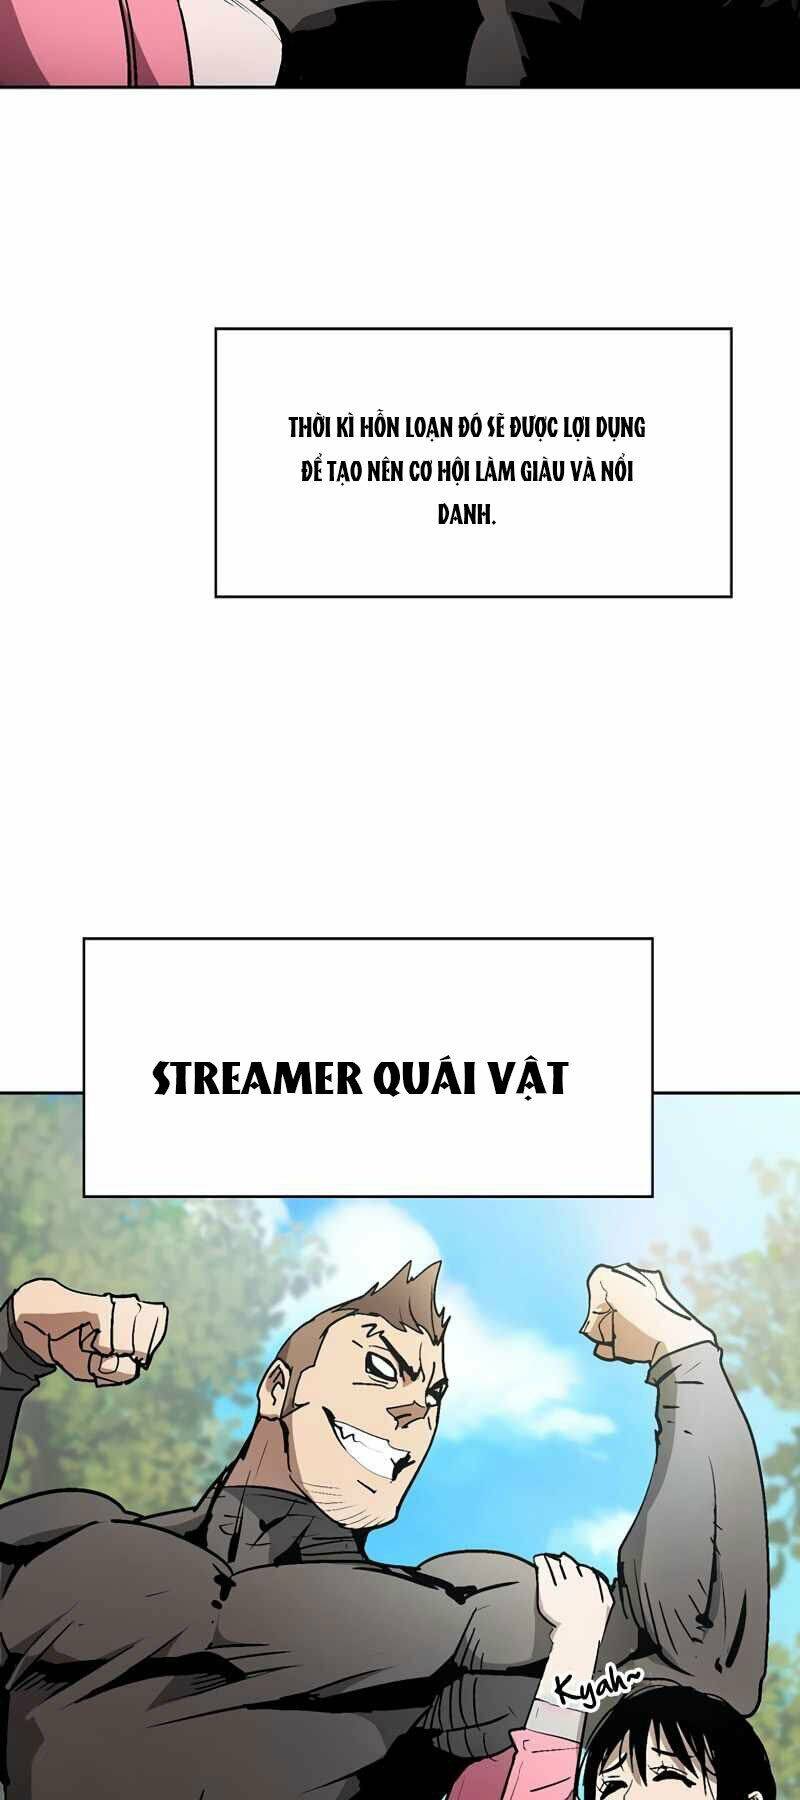 THỜI KÌ HỖN LOẠN ĐÓ SẼ ĐƯỢC LỢI DỤNG
ĐỂ TẠO NÊN CƠ HỘI LÀM GIÀU VÀ NỔI
DANH.
STREAMER QUÁI VẬT
Kyah~